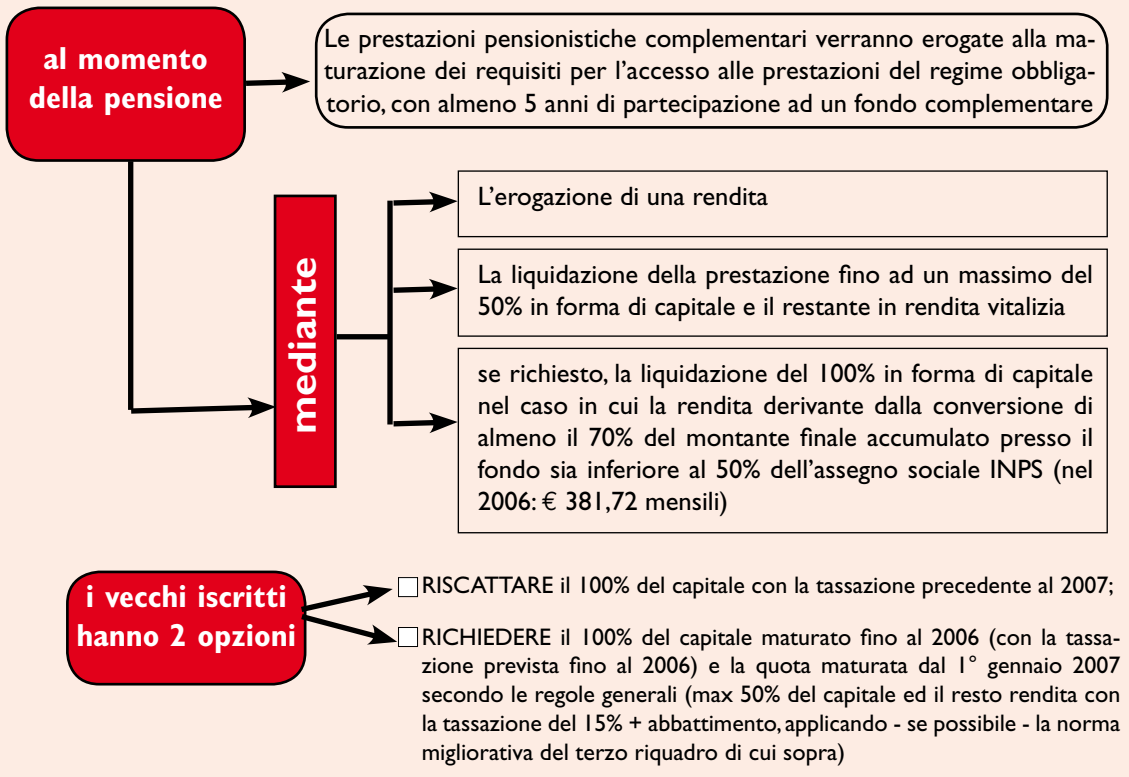 al momento
della pensione
Le prestazioni pensionistiche complementari verranno erogate alla ma-
turazione dei requisiti per l'accesso alle prestazioni del regime obbliga-
torio, con almeno 5 anni di partecipazione ad un fondo complementare
mediante
L'erogazione di una rendita
La liquidazione della prestazione fino ad un massimo del
50% in forma di capitale e il restante in rendita vitalizia
se richiesto, la liquidazione del 100% in forma di capitale
nel caso in cui la rendita derivante dalla conversione di
almeno il 70% del montante finale accumulato presso il
fondo sia inferiore al 50% dell'assegno sociale INPS (nel
2006: € 381,72 mensili)
i vecchi iscritti
hanno 2 opzioni
RISCATTARE il 100% del capitale con la tassazione precedente al 2007;
RICHIEDERE il 100% del capitale maturato fino al 2006 (con la tassa-
zione prevista fino al 2006) e la quota maturata dal 1° gennaio 2007
secondo le regole generali (max 50% del capitale ed il resto rendita con
la tassazione del 15% + abbattimento, applicando - se possibile - la norma
migliorativa del terzo riquadro di cui sopra)